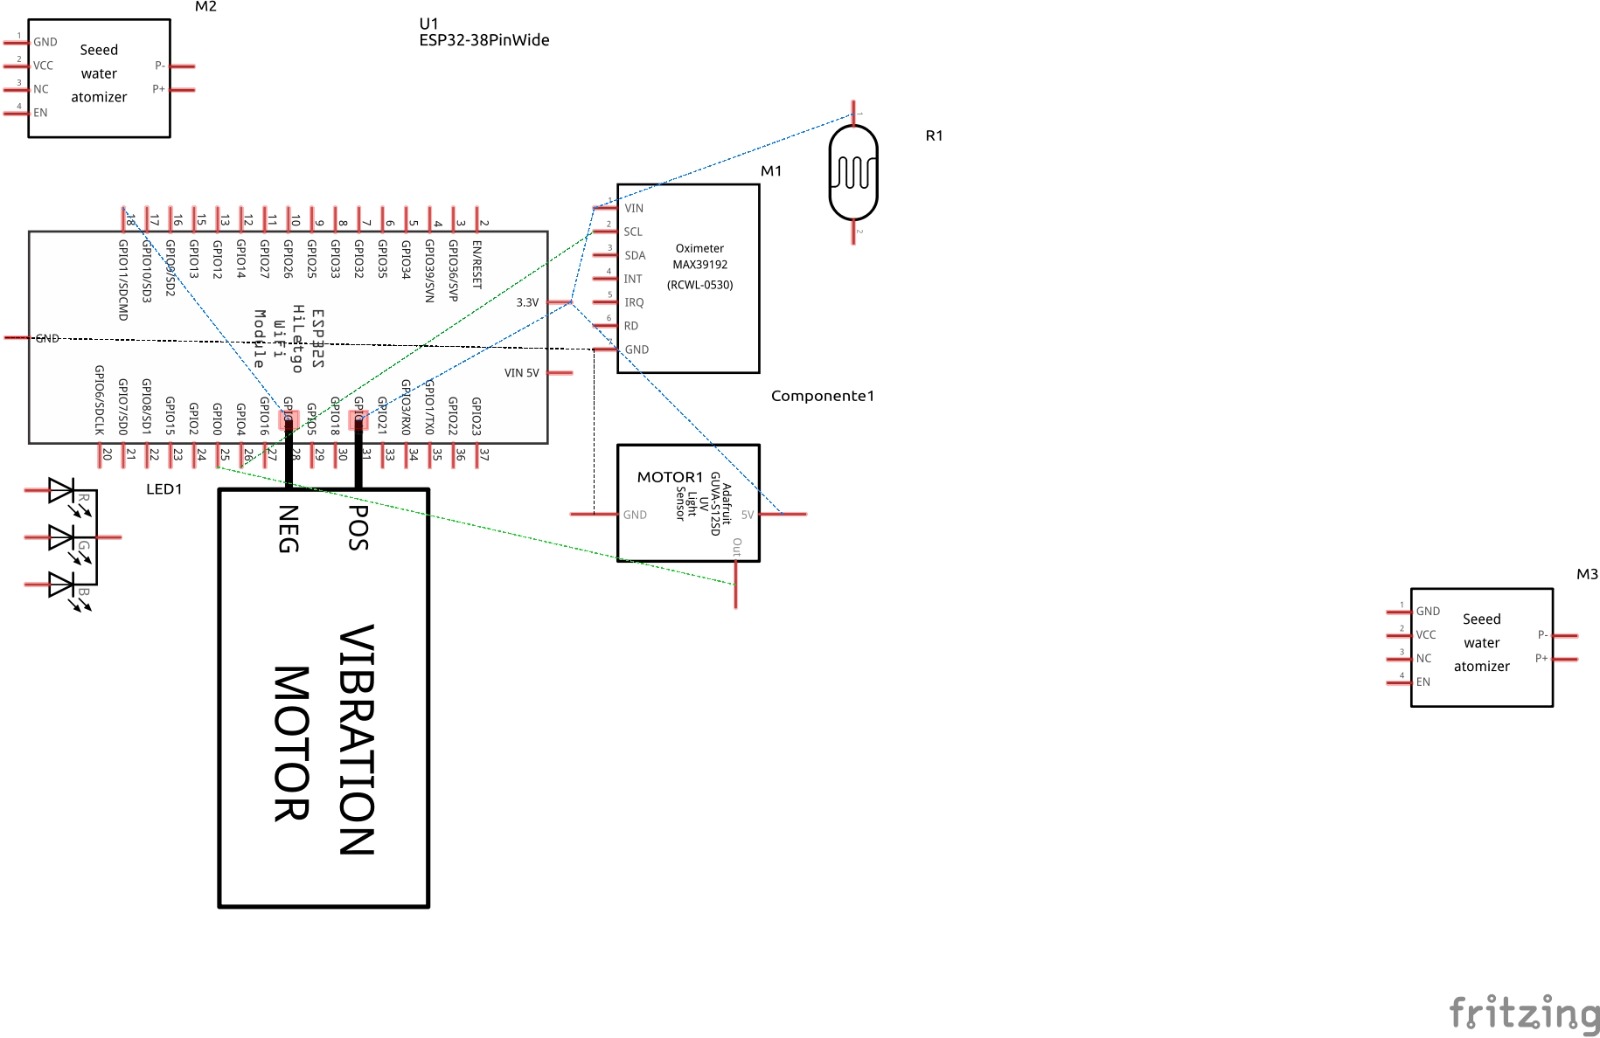 M2
1 GND
2 VCC
3 NC
4 EN
Seeed
water
atomizer
P-
P+
U1
ESP32-38PinWide
R1
1
2
M1
1 VIN
2 SCL
3 SDA
4 INT
5 IRQ
6 RD
GND
Oximeter
MAX39192
(RCWL-0530)
18 GPIO11/SDCMD
17 GPIO10/SD3
16 GPIO9/SD2
15 GPIO13
13 GPIO12
12 GPIO14
11 GPIO27
10 GPIO26
9 GPIO25
8 GPIO33
7 GPIO32
6 GPIO35
5 GPIO34
4 GPIO39/SVN
3 GPIO36/SVP
2 EN/RESET
3.3V
VIN 5V
GND
ESP32S
HiLetgo
WiFi
Module
GPIO6/SDCLK 20
GPIO7/SD0 21
GPIO8/SD1 22
GPIO15 23
GPIO2 24
GPIO0 25
GPIO4 26
GPIO16 27
28
GPIO5 29
GPIO18 30
31
GPIO21 33
GPIO3/RX0 34
GPIO1/TX0 35
GPIO22 36
GPIO23 37
Componente1
MOTOR1
Adafruit
GUVA-S12SD
UV
Light
Sensor
GND
5V
Out
LED1
R
G
B
NEG
POS
VIBRATION
MOTOR
M3
1 GND
2 VCC
3 NC
4 EN
Seeed
water
atomizer
P-
P+
fritzing